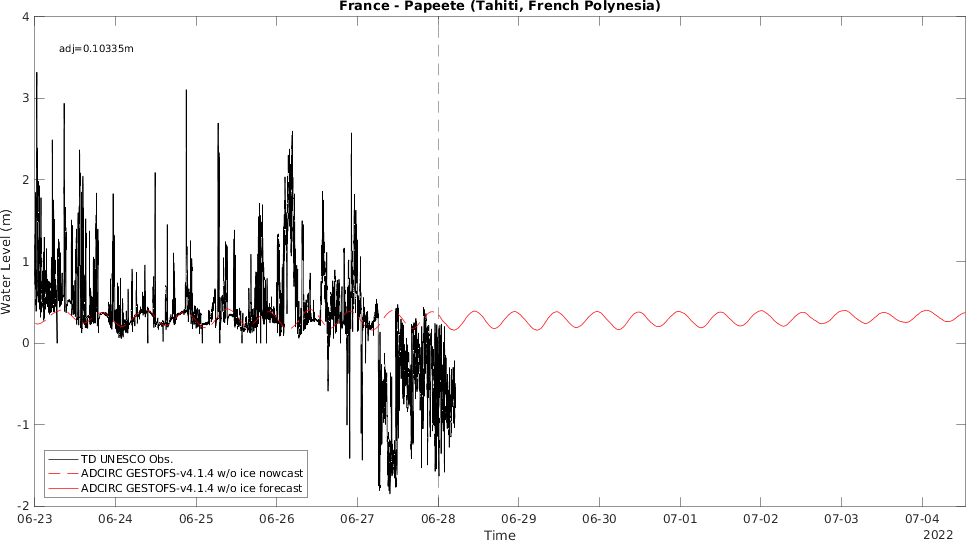 France - Papeete (Tahiti, French Polynesia)
adj=0.10335m
4
3
2
1
0
-1
-2
Water Level (m)
TD UNESCO Obs.
ADCIRC GESTOFS-v4.1.4 w/o ice nowcast
ADCIRC GESTOFS-v4.1.4 w/o ice forecast
06-23 06-24 06-25 06-26 06-27 06-28 06-29 06-30 07-01 07-02 07-03 07-04
Time
2022